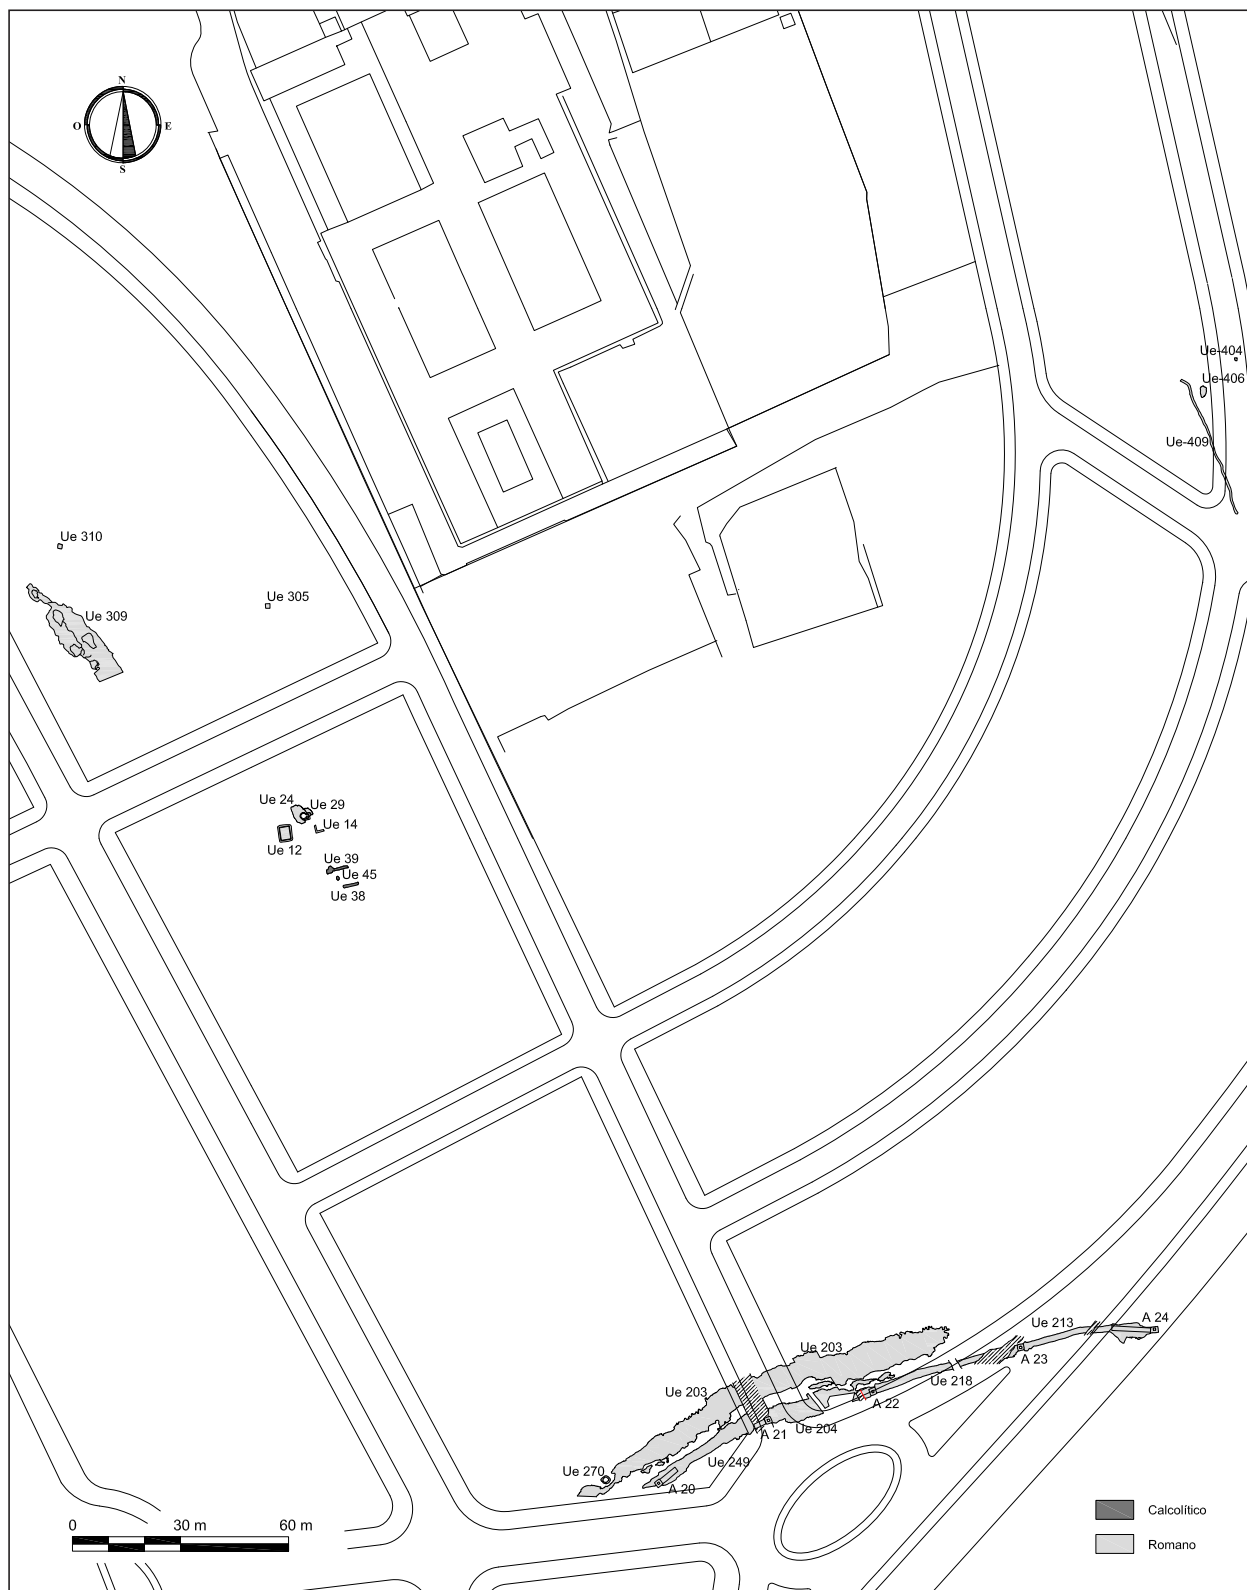 N
O E
S
Ue-404
Ue-406
Ue-409
Ue 310
Ue 305
Ue 309
Ue 24
Ue 29
Ue 14
Ue 12
Ue 39
Ue 45
Ue 38
Ue 213
A 24
Ue 203
A 23
Ue 218
Ue 203
A 22
A 21
Ue 204
Ue 249
Ue 270
A 20
0 30 m 60 m
Calcolítico
Romano